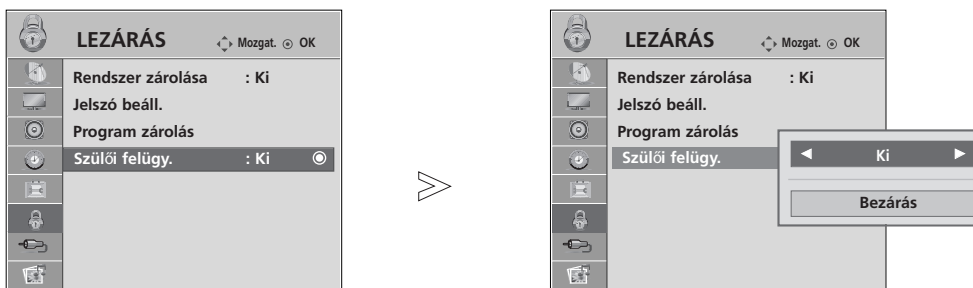 LEZÁRÁS Mozgat. OK
Rendszer zárolása : Ki
Jelszó beáll.
Program zárolás
Szülői felügy. : Ki
LEZÁRÁS Mozgat. OK
Rendszer zárolása : Ki
Jelszó beáll.
Program zárolás
Szülői felügy.
◄ Ki ►
Bezárás